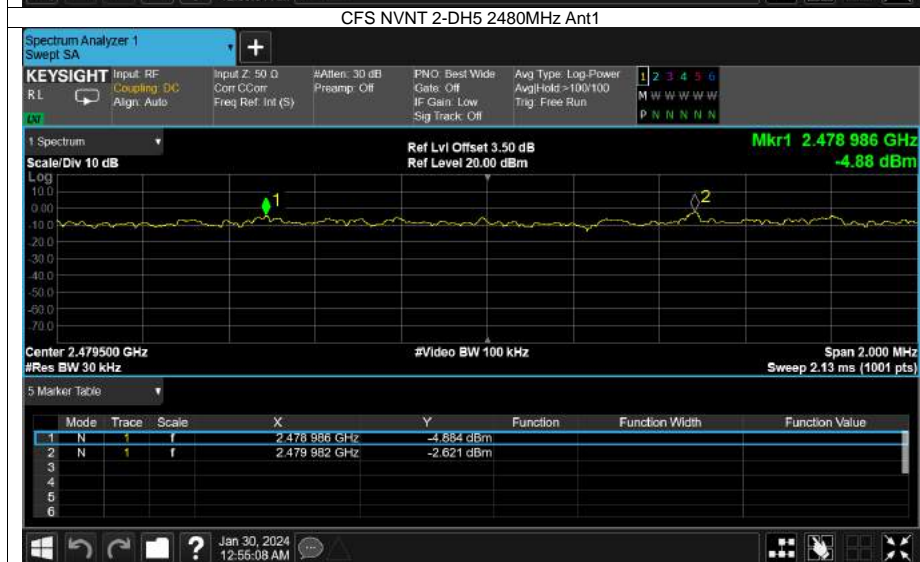 CFS NVNT 2-DH5 2480MHz Ant1
Spectrum Analyzer 1
Swept SA
+
KEYSIGHT Input: RF Input Z: 50 Ω #Atten: 30 dB PNO: Best Wide Avg Type: Log-Power 1 2 3 4 5 6
RL Coupling: DC Corr CCorr Preamp: Off Gate: Off Avg|Hold:>100/100 M W W W W W
Align: Auto Freq Ref: Int (S) IF Gain: Low Trig: Free Run
LXI Sig Track: Off P N N N N N
1 Spectrum Ref Lvl Offset 3.50 dB Mkr1 2.478 986 GHz
Scale/Div 10 dB Ref Level 20.00 dBm -4.88 dBm
Log
10.0
0.00 1 2
-10.0
-20.0
-30.0
-40.0
-50.0
-60.0
-70.0
Center 2.479500 GHz #Video BW 100 kHz Span 2.000 MHz
#Res BW 30 kHz Sweep 2.13 ms (1001 pts)
5 Marker Table
Mode Trace Scale X Y Function Function Width Function Value
1 N 1 f 2.478 986 GHz -4.884 dBm
2 N 1 f 2.479 982 GHz -2.621 dBm
3
4
5
6
? Jan 30, 2024
12:55:08 AM